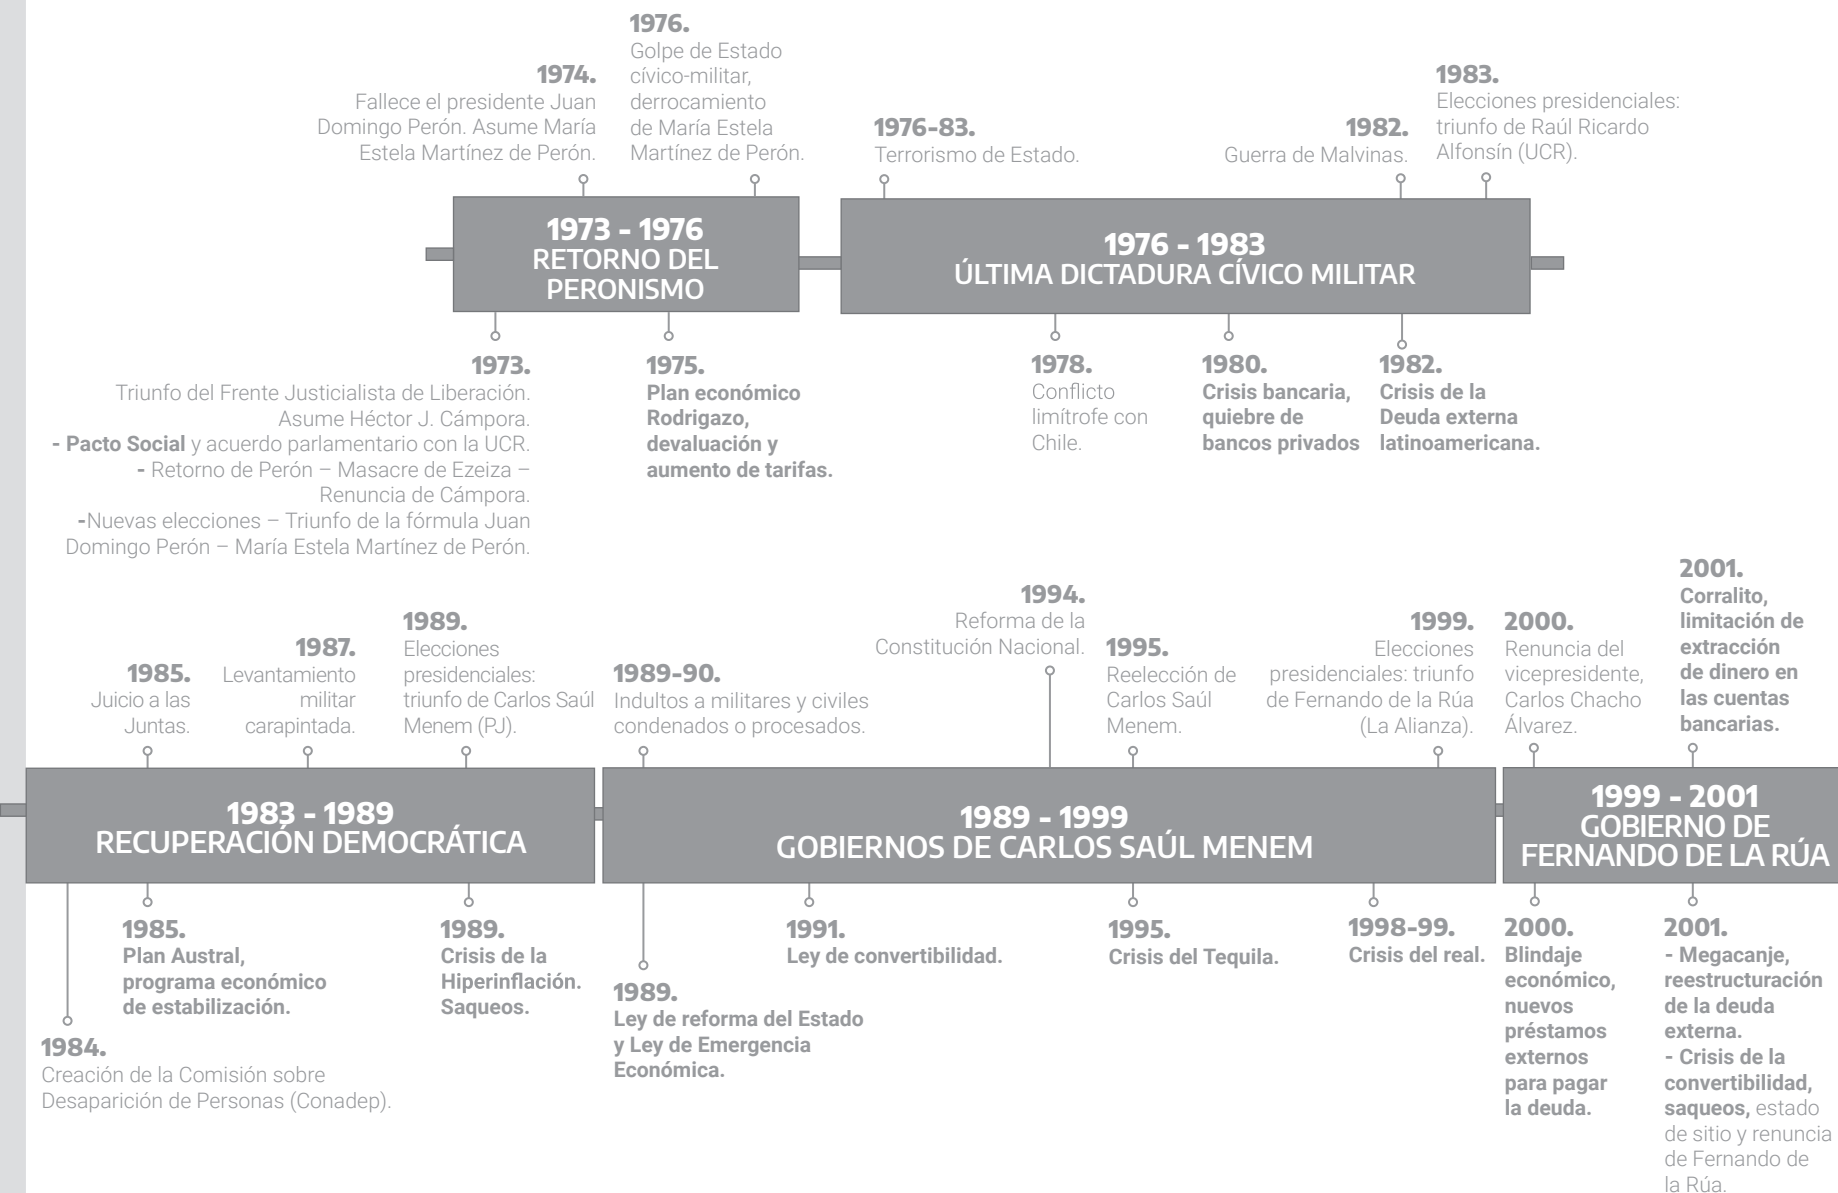 1974.
Fallece el presidente Juan
Domingo Perón. Asume María
Estela Martínez de Perón.
1976.
Golpe de Estado
cívico-militar,
derrocamiento
de María Estela
Martínez de Perón.
1976-83.
Terrorismo de Estado.
1982.
Guerra de Malvinas.
1983.
Elecciones presidenciales:
triunfo de Raúl Ricardo
Alfonsín (UCR).
1973 - 1976
RETORNO DEL
PERONISMO
1976 - 1983
ÚLTIMA DICTADURA CÍVICO MILITAR
1973.
Triunfo del Frente Justicialista de Liberación.
Asume Héctor J. Cámpora.
- Pacto Social y acuerdo parlamentario con la UCR.
- Retorno de Perón – Masacre de Ezeiza –
Renuncia de Cámpora.
-Nuevas elecciones – Triunfo de la fórmula Juan
Domingo Perón – María Estela Martínez de Perón.
1975.
Plan económico
Rodrigazo,
devaluación y
aumento de tarifas.
1978.
Conflicto
limítrofe con
Chile.
1980.
Crisis bancaria,
quiebre de
bancos privados
1982.
Crisis de la
Deuda externa
latinoamericana.
1985.
Juicio a las
Juntas.
1987.
Levantamiento
militar
carapintada.
1989.
Elecciones
presidenciales:
triunfo de Carlos Saúl
Menem (PJ).
1989-90.
Indultos a militares y civiles
condenados o procesados.
1994.
Reforma de la
Constitución Nacional.
1995.
Reelección de
Carlos Saúl
Menem.
1999.
Elecciones
presidenciales: triunfo
de Fernando de la Rúa
(La Alianza).
2000.
Renuncia del
vicepresidente,
Carlos Chacho
Álvarez.
2001.
Corralito,
limitación de
extracción
de dinero en
las cuentas
bancarias.
1983 - 1989
RECUPERACIÓN DEMOCRÁTICA
1989 - 1999
GOBIERNOS DE CARLOS SAÚL MENEM
1999 - 2001
GOBIERNO DE
FERNANDO DE LA RÚA
1984.
Creación de la Comisión sobre
Desaparición de Personas (Conadep).
1985.
Plan Austral,
programa económico
de estabilización.
1989.
Crisis de la
Hiperinflación.
Saqueos.
1989.
Ley de reforma del Estado
y Ley de Emergencia
Económica.
1991.
Ley de convertibilidad.
1995.
Crisis del Tequila.
1998-99.
Crisis del real.
2000.
Blindaje
económico,
nuevos
préstamos
externos
para pagar
la deuda.
2001.
- Megacanje,
reestructuración
de la deuda
externa.
- Crisis de la
convertibilidad,
saqueos, estado
de sitio y renuncia
de Fernando de
la Rúa.